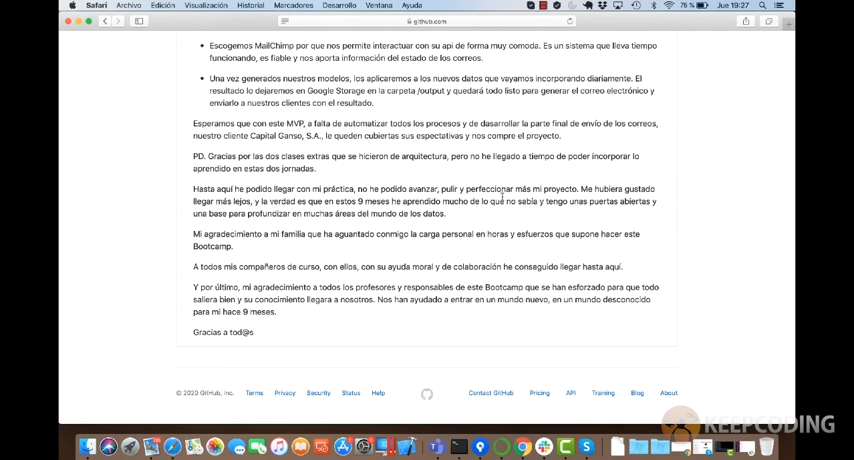 Safari Archivo Edición Visualización Historial Marcadores Desarrollo Ventana Ayuda 75 % Jue 19:27
github.com
• Escogemos MailChimp por que nos permite interactuar con su api de forma muy comoda. Es un sistema que lleva tiempo
funcionando, es fiable y nos aporta información del estado de los correos.
• Una vez generados nuestros modelos, los aplicaremos a los nuevos datos que vayamos incorporando diariamente. El
resultado lo dejaremos en Google Storage en la carpeta /output y quedará todo listo para generar el correo electrónico y
enviarlo a nuestros clientes con el resultado.
Esperamos que con este MVP, a falta de automatizar todos los procesos y de dasarrollar la parte final de envío de los correos,
nuestro cliente Capital Ganso, S.A., le queden cubiertas sus espectativas y nos compre el proyecto.
PD. Gracias por las dos clases extras que se hicieron de arquitectura, pero no he llegado a tiempo de poder incorporar lo
aprendido en estas dos jornadas.
Hasta aquí he podido llegar con mi práctica, no he podido avanzar, pulir y perfeccionar más mi proyecto. Me hubiera gustado
llegar más lejos, y la verdad es que en estos 9 meses he aprendido mucho de lo que no sabía y tengo unas puertas abiertas y
una base para profundizar en muchas áreas del mundo de los datos.
Mi agradecimiento a mi familia que ha aguantado conmigo la carga personal en horas y esfuerzos que supone hacer este
Bootcamp.
A todos mis compañeros de curso, con ellos, con su ayuda moral y de colaboración he conseguido llegar hasta aquí.
Y por último, mi agradecimiento a todos los profesores y responsables de este Bootcamp que se han esforzado para que todo
saliera bien y su conocimiento llegara a nosotros. Nos han ayudado a entrar en un mundo nuevo, en un mundo desconocido
para mi hace 9 meses.
Gracias a tod@s
© 2020 GitHub, Inc. Terms Privacy Security Status Help Contact GitHub Pricing API Training Blog About
KEEPCODING